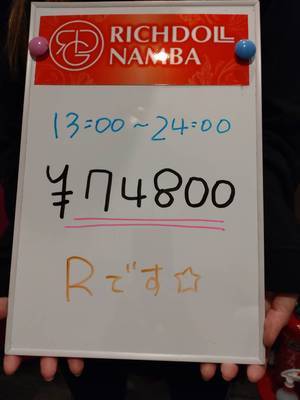 RICHDOLL
NAMBA
13:00~24:00
¥74800
Rです☆